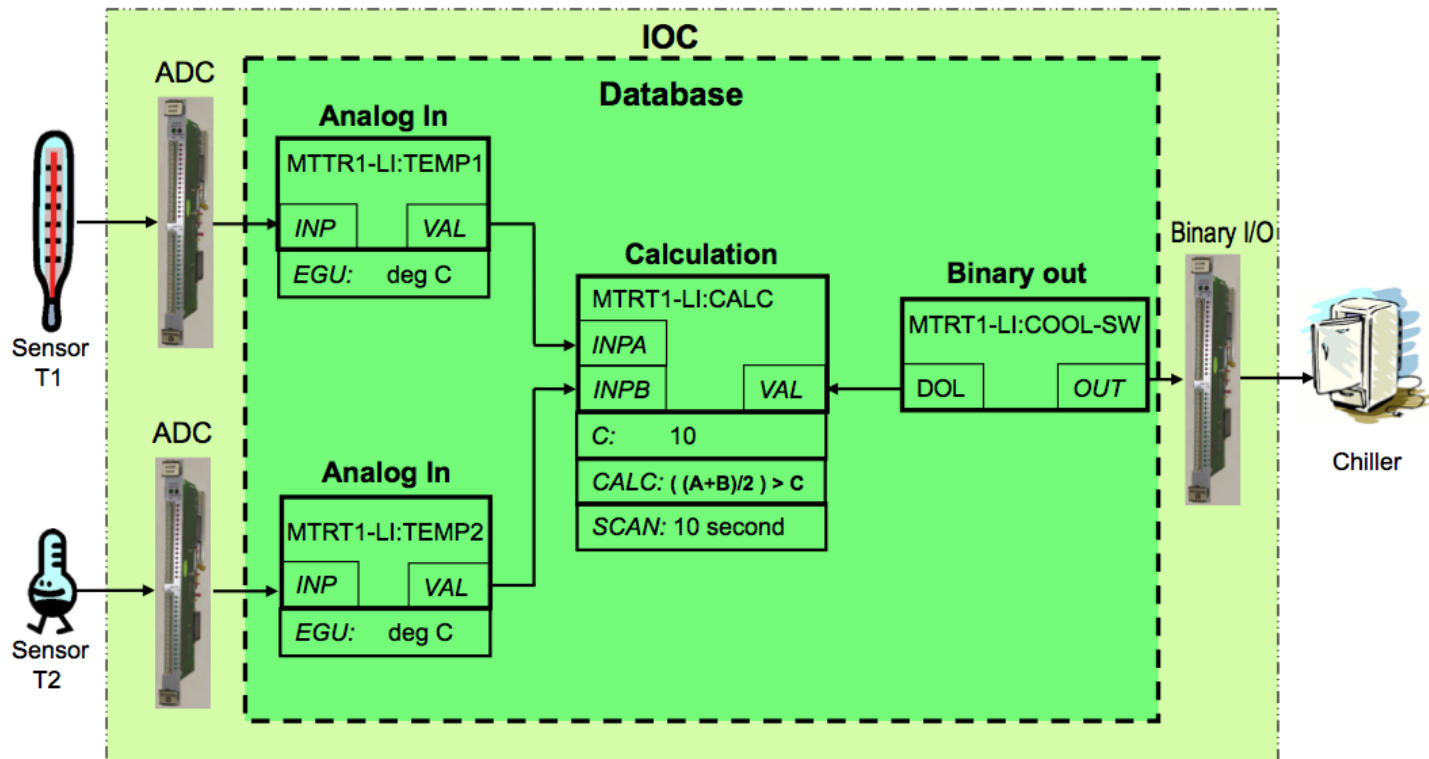 IOC
ADC
Database
Analog In
MTTR1-LI:TEMP1
INP VAL
EGU: deg C
Sensor
T1
Calculation
MTRT1-LI:CALC
INPA
INPB VAL
C: 10
CALC: ( (A+B)/2 ) > C
SCAN: 10 second
Binary out
MTRT1-LI:COOL-SW
DOL OUT
Binary I/O
Chiller
ADC
Analog In
MTRT1-LI:TEMP2
INP VAL
EGU: deg C
Sensor
T2